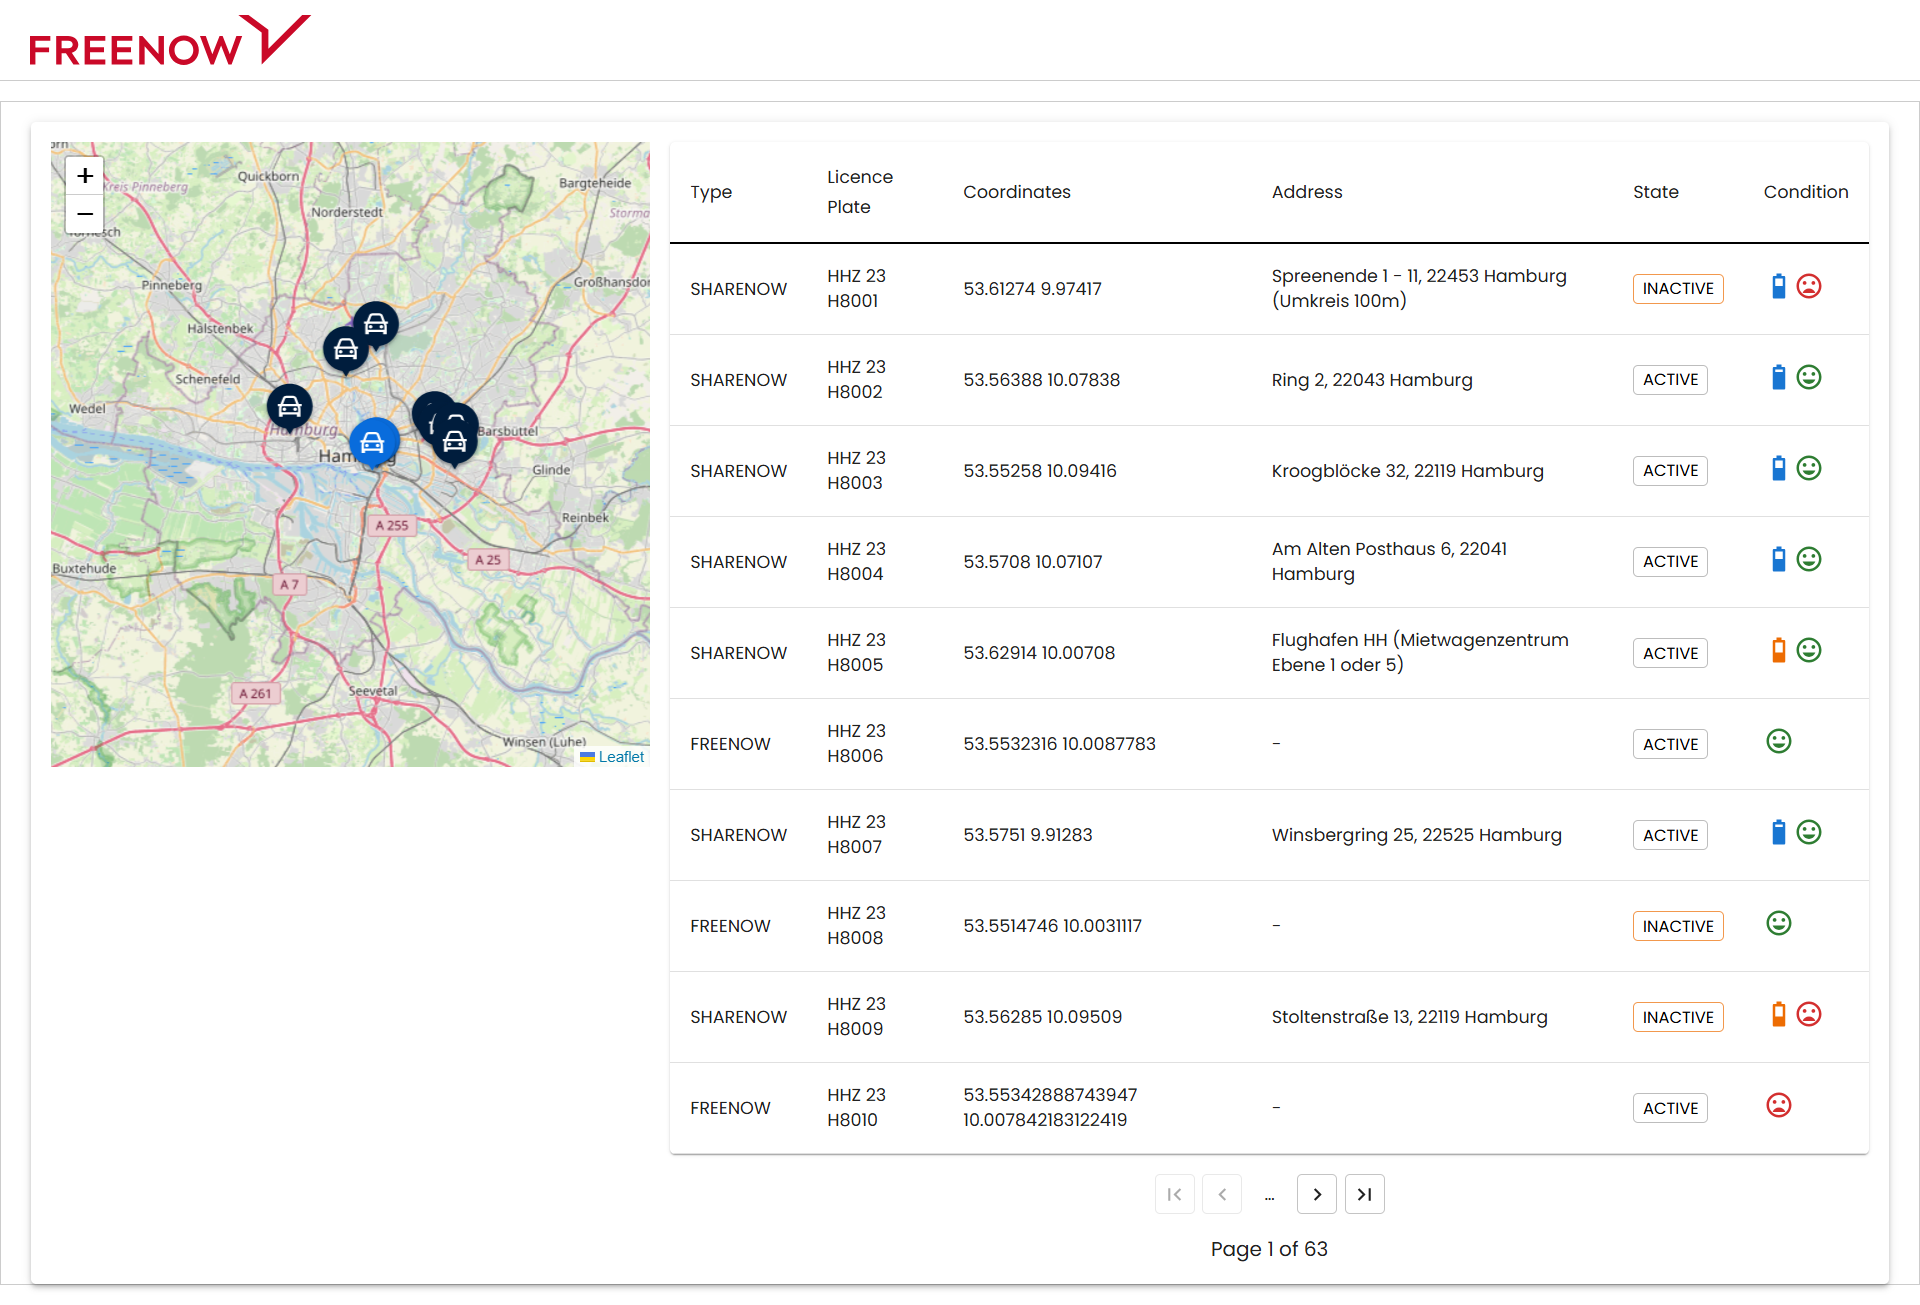 FREENOW
+
−
Kreis Pinneberg
Quickborn
Bargteheide
Norderstedt
Pinneberg
Halstenbek
Schenefeld
Wedel
Hamburg
Barsbüttel
Glinde
Reinbek
A 255
A 25
Buxtehude
A 7
A 261
Seevetal
Winsen (Luhe)
Leaflet
Type Licence Plate Coordinates Address State Condition
SHARENOW HHZ 23 H8001 53.61274 9.97417 Spreenende 1 - 11, 22453 Hamburg (Umkreis 100m) INACTIVE
SHARENOW HHZ 23 H8002 53.56388 10.07838 Ring 2, 22043 Hamburg ACTIVE
SHARENOW HHZ 23 H8003 53.55258 10.09416 Kroogblöcke 32, 22119 Hamburg ACTIVE
SHARENOW HHZ 23 H8004 53.5708 10.07107 Am Alten Posthaus 6, 22041 Hamburg ACTIVE
SHARENOW HHZ 23 H8005 53.62914 10.00708 Flughafen HH (Mietwagenzentrum Ebene 1 oder 5) ACTIVE
FREENOW HHZ 23 H8006 53.5532316 10.0087783 - ACTIVE
SHARENOW HHZ 23 H8007 53.5751 9.91283 Winsbergring 25, 22525 Hamburg ACTIVE
FREENOW HHZ 23 H8008 53.5514746 10.0031117 - INACTIVE
SHARENOW HHZ 23 H8009 53.56285 10.09509 Stoltenstraße 13, 22119 Hamburg INACTIVE
FREENOW HHZ 23 H8010 53.55342888743947 10.007842183122419 - ACTIVE
...
Page 1 of 63